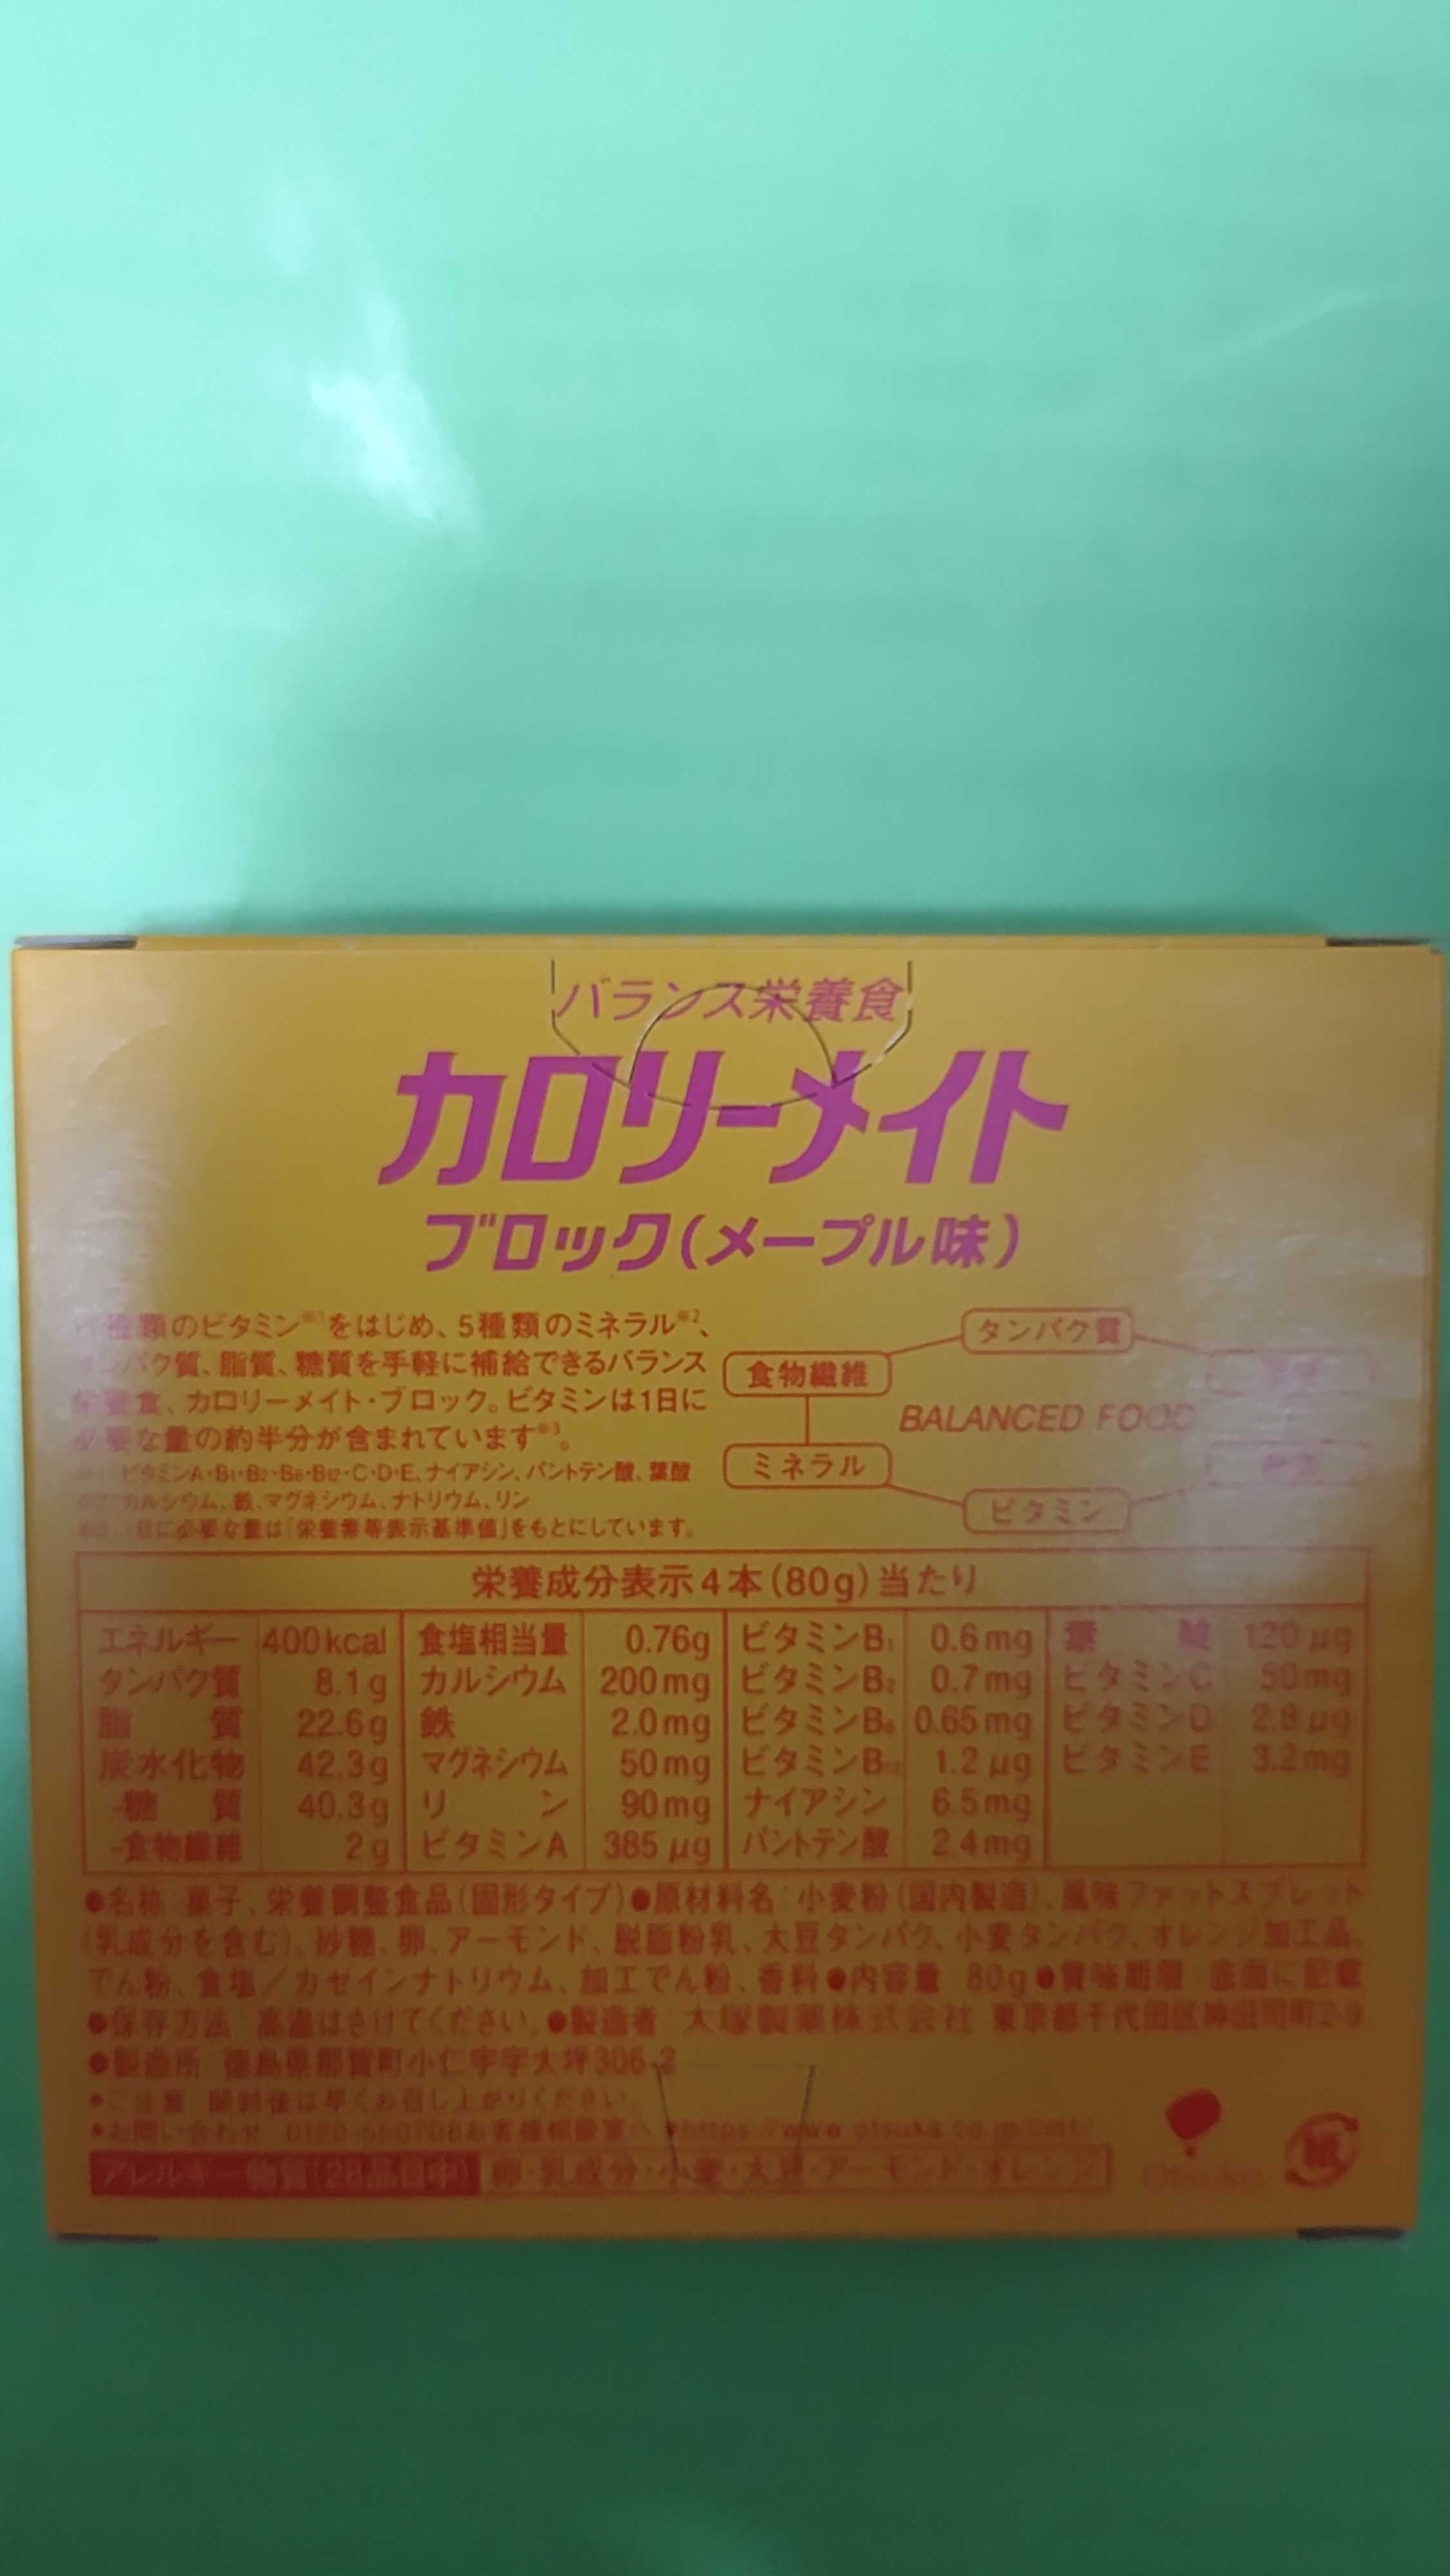 バランス栄養食
カロリーメイト
ブロック(メープル味)
種類のビタミン※1をはじめ、5種類のミネラル※2、
タンパク質、脂質、糖質を手軽に補給できるバランス
栄養食、カロリーメイト・ブロック。ビタミンは1日に
必要な量の約半分が含まれています※3。
ビタミンA・B1・B2・B6・B12・C・D・E、ナイアシン、パントテン酸、葉酸
カルシウム、鉄、マグネシウム、ナトリウム、リン
1日に必要な量は「栄養素等表示基準値」をもとにしています。
タンパク質
食物繊維
BALANCED FOOD
ミネラル
ビタミン
栄養成分表示4本(80g)当たり
エネルギー 400kcal 食塩相当量 0.76g ビタミンB1 0.6mg 葉酸 120μg
タンパク質 8.1g カルシウム 200mg ビタミンB2 0.7mg ビタミンC 50mg
脂質 22.6g 鉄 2.0mg ビタミンB6 0.65mg ビタミンD 2.8μg
炭水化物 42.3g マグネシウム 50mg ビタミンB12 1.2μg ビタミンE 3.2mg
-糖質 40.3g リン 90mg ナイアシン 6.5mg
-食物繊維 2g ビタミンA 385μg パントテン酸 2.4mg
●名称 菓子、栄養調整食品(固形タイプ)●原材料名:小麦粉(国内製造)、風味ファットスプレッド
(乳成分を含む)、砂糖、卵、アーモンド、脱脂粉乳、大豆タンパク、小麦タンパク、オレンジ加工品、
でん粉、食塩/カゼインナトリウム、加工でん粉、香料●内容量 80g●賞味期限 底面に記載
●保存方法 高温はさけてください。●製造者 大塚製薬株式会社 東京都千代田区神田司町2-9
●製造所 徳島県那賀町小仁宇字大坪306-3
●ご注意 開封後は早くお召し上がりください。
●お問い合わせ お客様相談室
アレルギー物質(28品目中) 卵・乳成分・小麦・大豆・アーモンド・オレンジ
Otsuka
紙